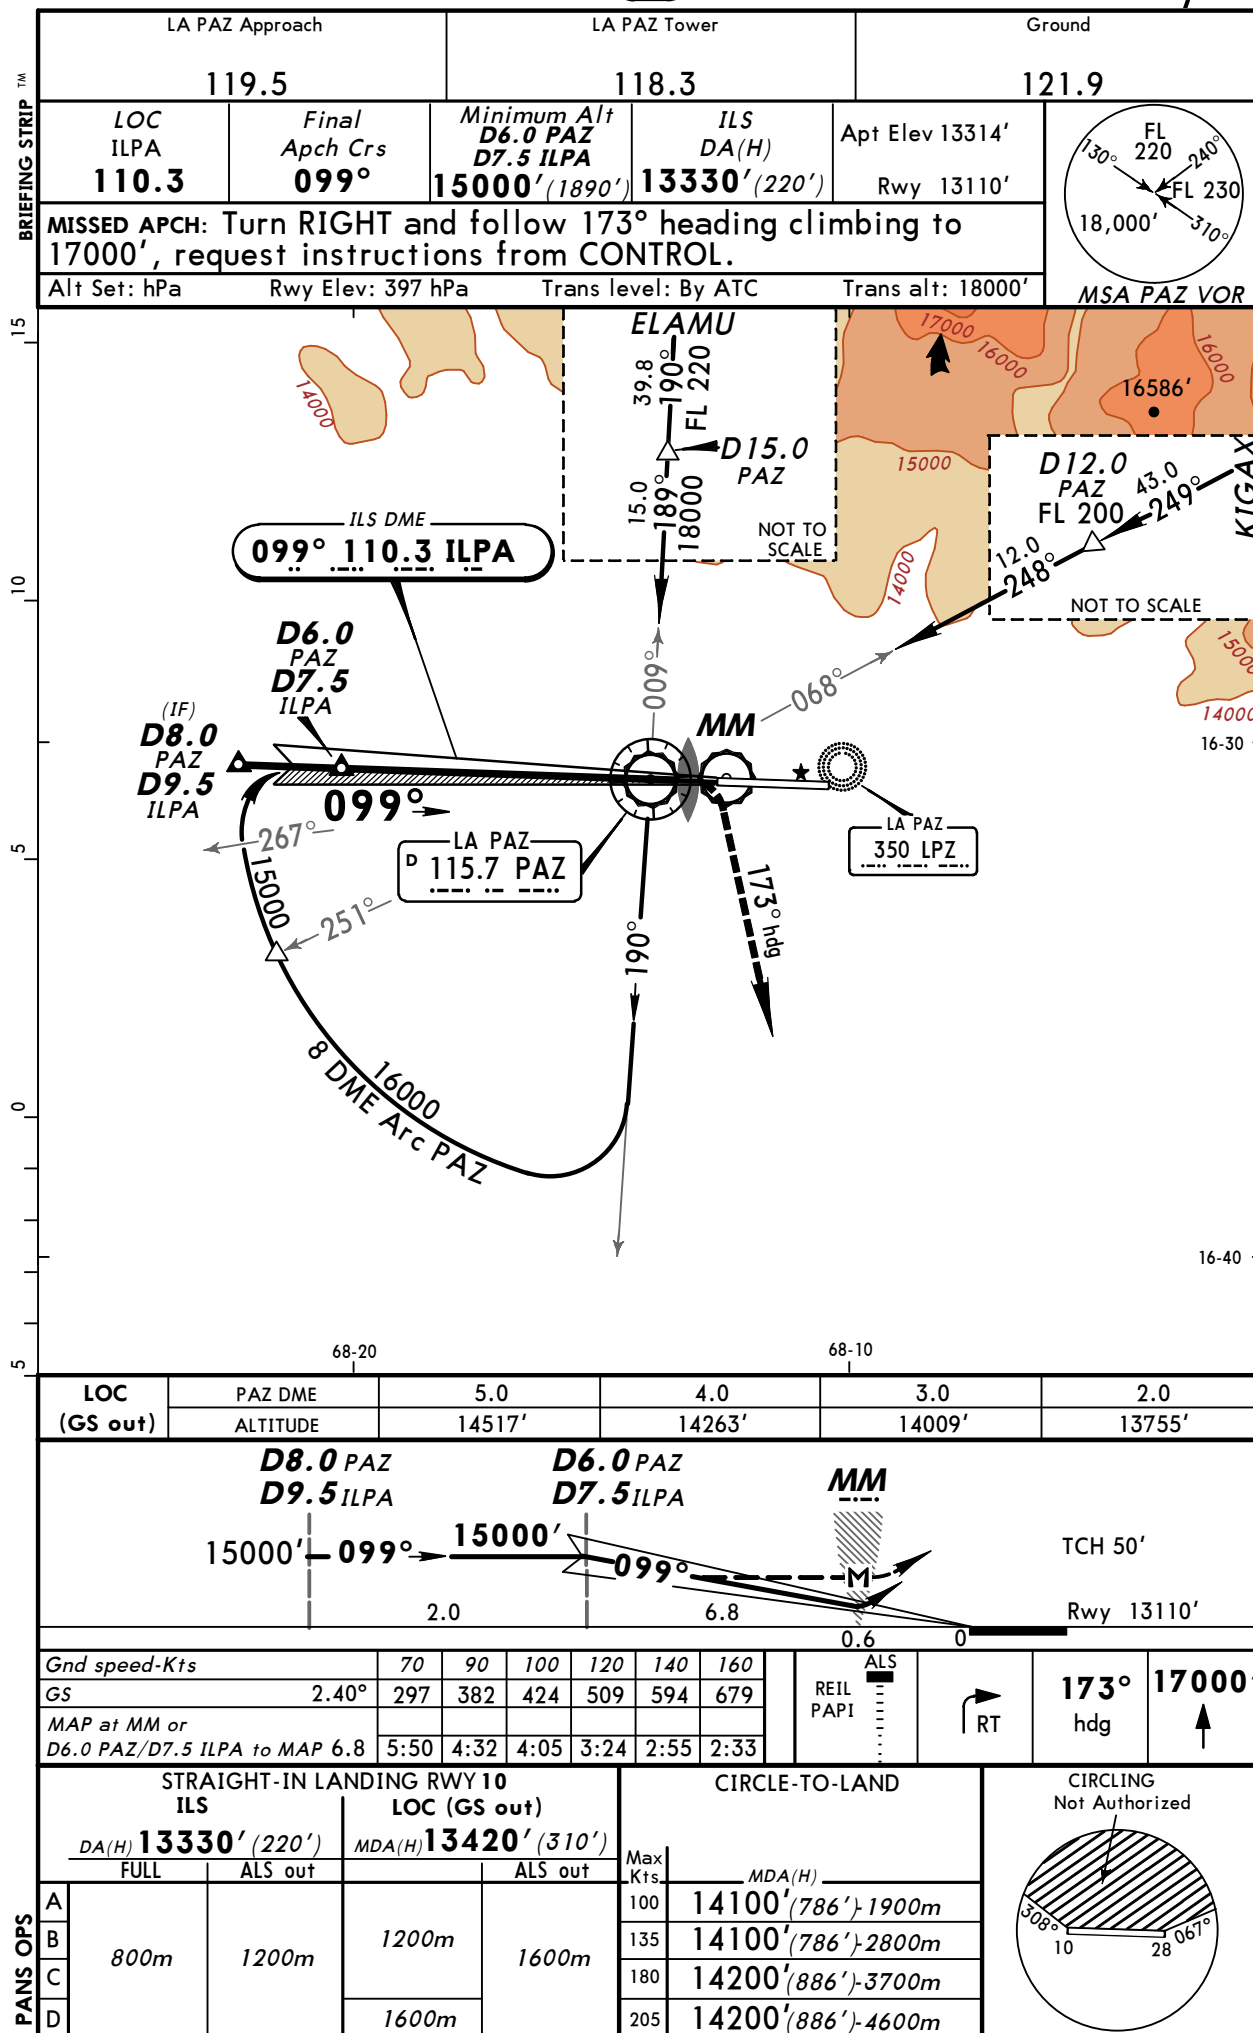 LA PAZ Approach
119.5
LA PAZ Tower
118.3
Ground
121.9
BRIEFING STRIP TM
LOC
ILPA
110.3
Final
Apch Crs
099°
Minimum Alt
D6.0 PAZ
D7.5 ILPA
15000'(1890')
ILS
DA(H)
13330'(220')
Apt Elev 13314'
Rwy 13110'
MISSED APCH: Turn RIGHT and follow 173° heading climbing to
17000', request instructions from CONTROL.
Alt Set: hPa Rwy Elev: 397 hPa Trans level: By ATC Trans alt: 18000'
130°
FL
220
240°
FL 230
18,000'
310°
MSA PAZ VOR
15
10
5
0
5
ELAMU
39.8
190°
FL 220
D15.0
PAZ
15.0
189°
18000
NOT TO
SCALE
14000
17000
16000
16000
16586'
15000
14000
15000
14000
D12.0
PAZ
FL 200
43.0
249°
KIGAX
12.0
248°
NOT TO SCALE
ILS DME
099° 110.3 ILPA
D6.0
PAZ
D7.5
ILPA
(IF)
D8.0
PAZ
D9.5
ILPA
009°
068°
MM
16-30
099°
267°
LA PAZ
D 115.7 PAZ
LA PAZ
350 LPZ
15000
251°
190°
173° hdg
16000
8 DME Arc PAZ
16-40
68-20
68-10
LOC
(GS out)
PAZ DME 5.0 4.0 3.0 2.0
ALTITUDE 14517' 14263' 14009' 13755'
D8.0 PAZ
D9.5 ILPA
D6.0 PAZ
D7.5 ILPA
MM
15000' 099° 15000'
099°
M
TCH 50'
2.0
6.8
Rwy 13110'
0.6
0
Gnd speed-Kts 70 90 100 120 140 160
GS 2.40° 297 382 424 509 594 679
MAP at MM or
D6.0 PAZ/D7.5 ILPA to MAP 6.8 5:50 4:32 4:05 3:24 2:55 2:33
REIL
PAPI
ALS
RT
173°
hdg
17000'
STRAIGHT-IN LANDING RWY 10
ILS
LOC (GS out)
DA(H) 13330'(220')
MDA(H) 13420'(310')
FULL
ALS out
ALS out
CIRCLE-TO-LAND
Max
Kts
MDA(H)
A
B
C
D
800m
1200m
1200m
1600m
1600m
100 14100'(786')-1900m
135 14100'(786')-2800m
180 14200'(886')-3700m
205 14200'(886')-4600m
CIRCLING
Not Authorized
308°
10
28
067°
PANS OPS